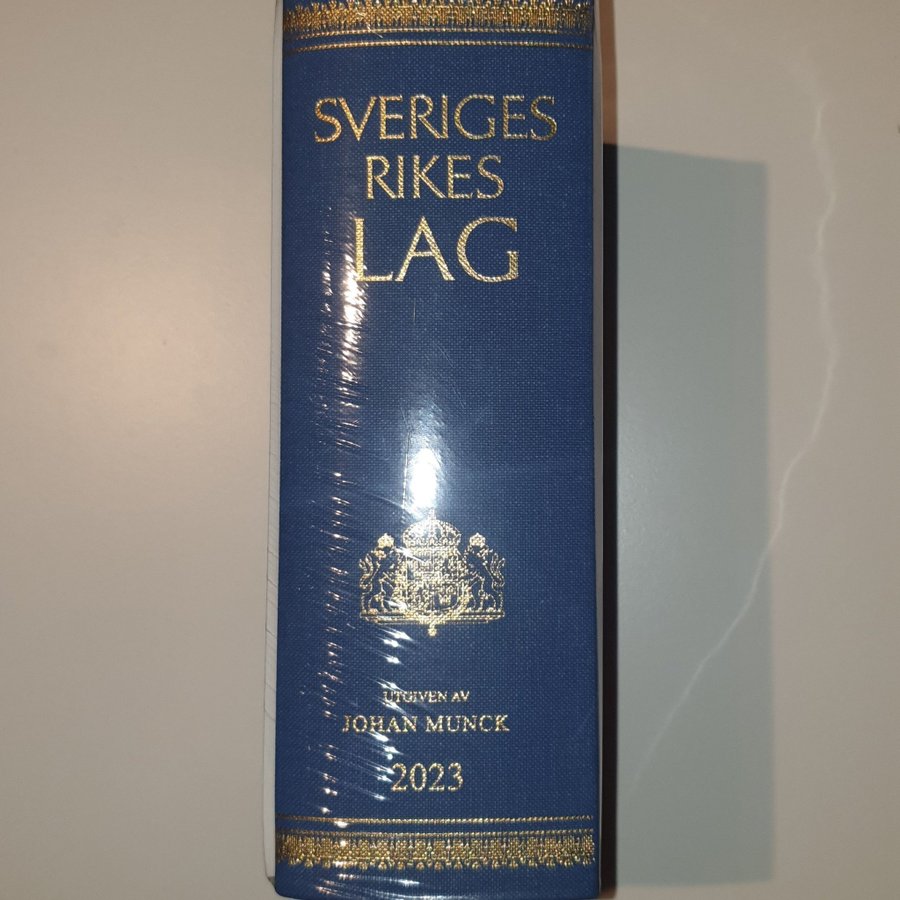 SVERIGES
RIKES
LAG
UTGIVEN AV
JOHAN MUNCK
2023